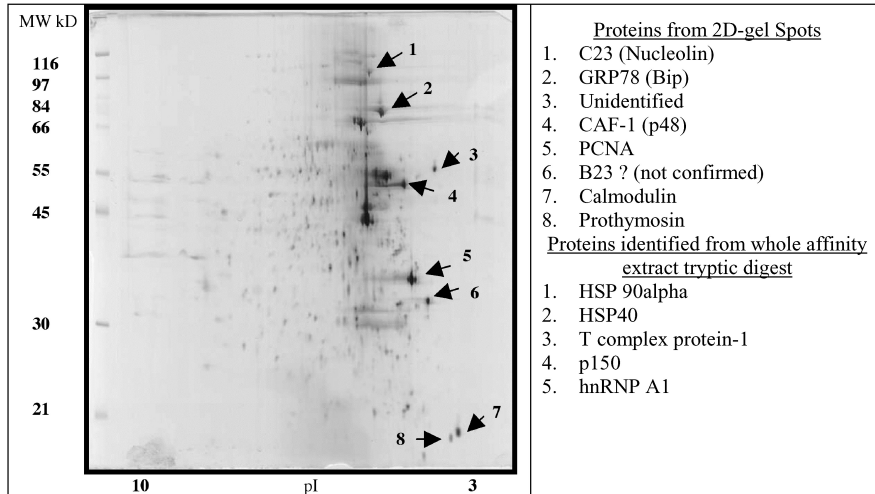 MW kD
116
97
84
66
55
45
30
21
1
2
3
4
5
6
7
8
10 pI 3
Proteins from 2D-gel Spots
1. C23 (Nucleolin)
2. GRP78 (Bip)
3. Unidentified
4. CAF-1 (p48)
5. PCNA
6. B23 ? (not confirmed)
7. Calmodulin
8. Prothymosin
Proteins identified from whole affinity
extract tryptic digest
1. HSP 90alpha
2. HSP40
3. T complex protein-1
4. p150
5. hnRNP A1